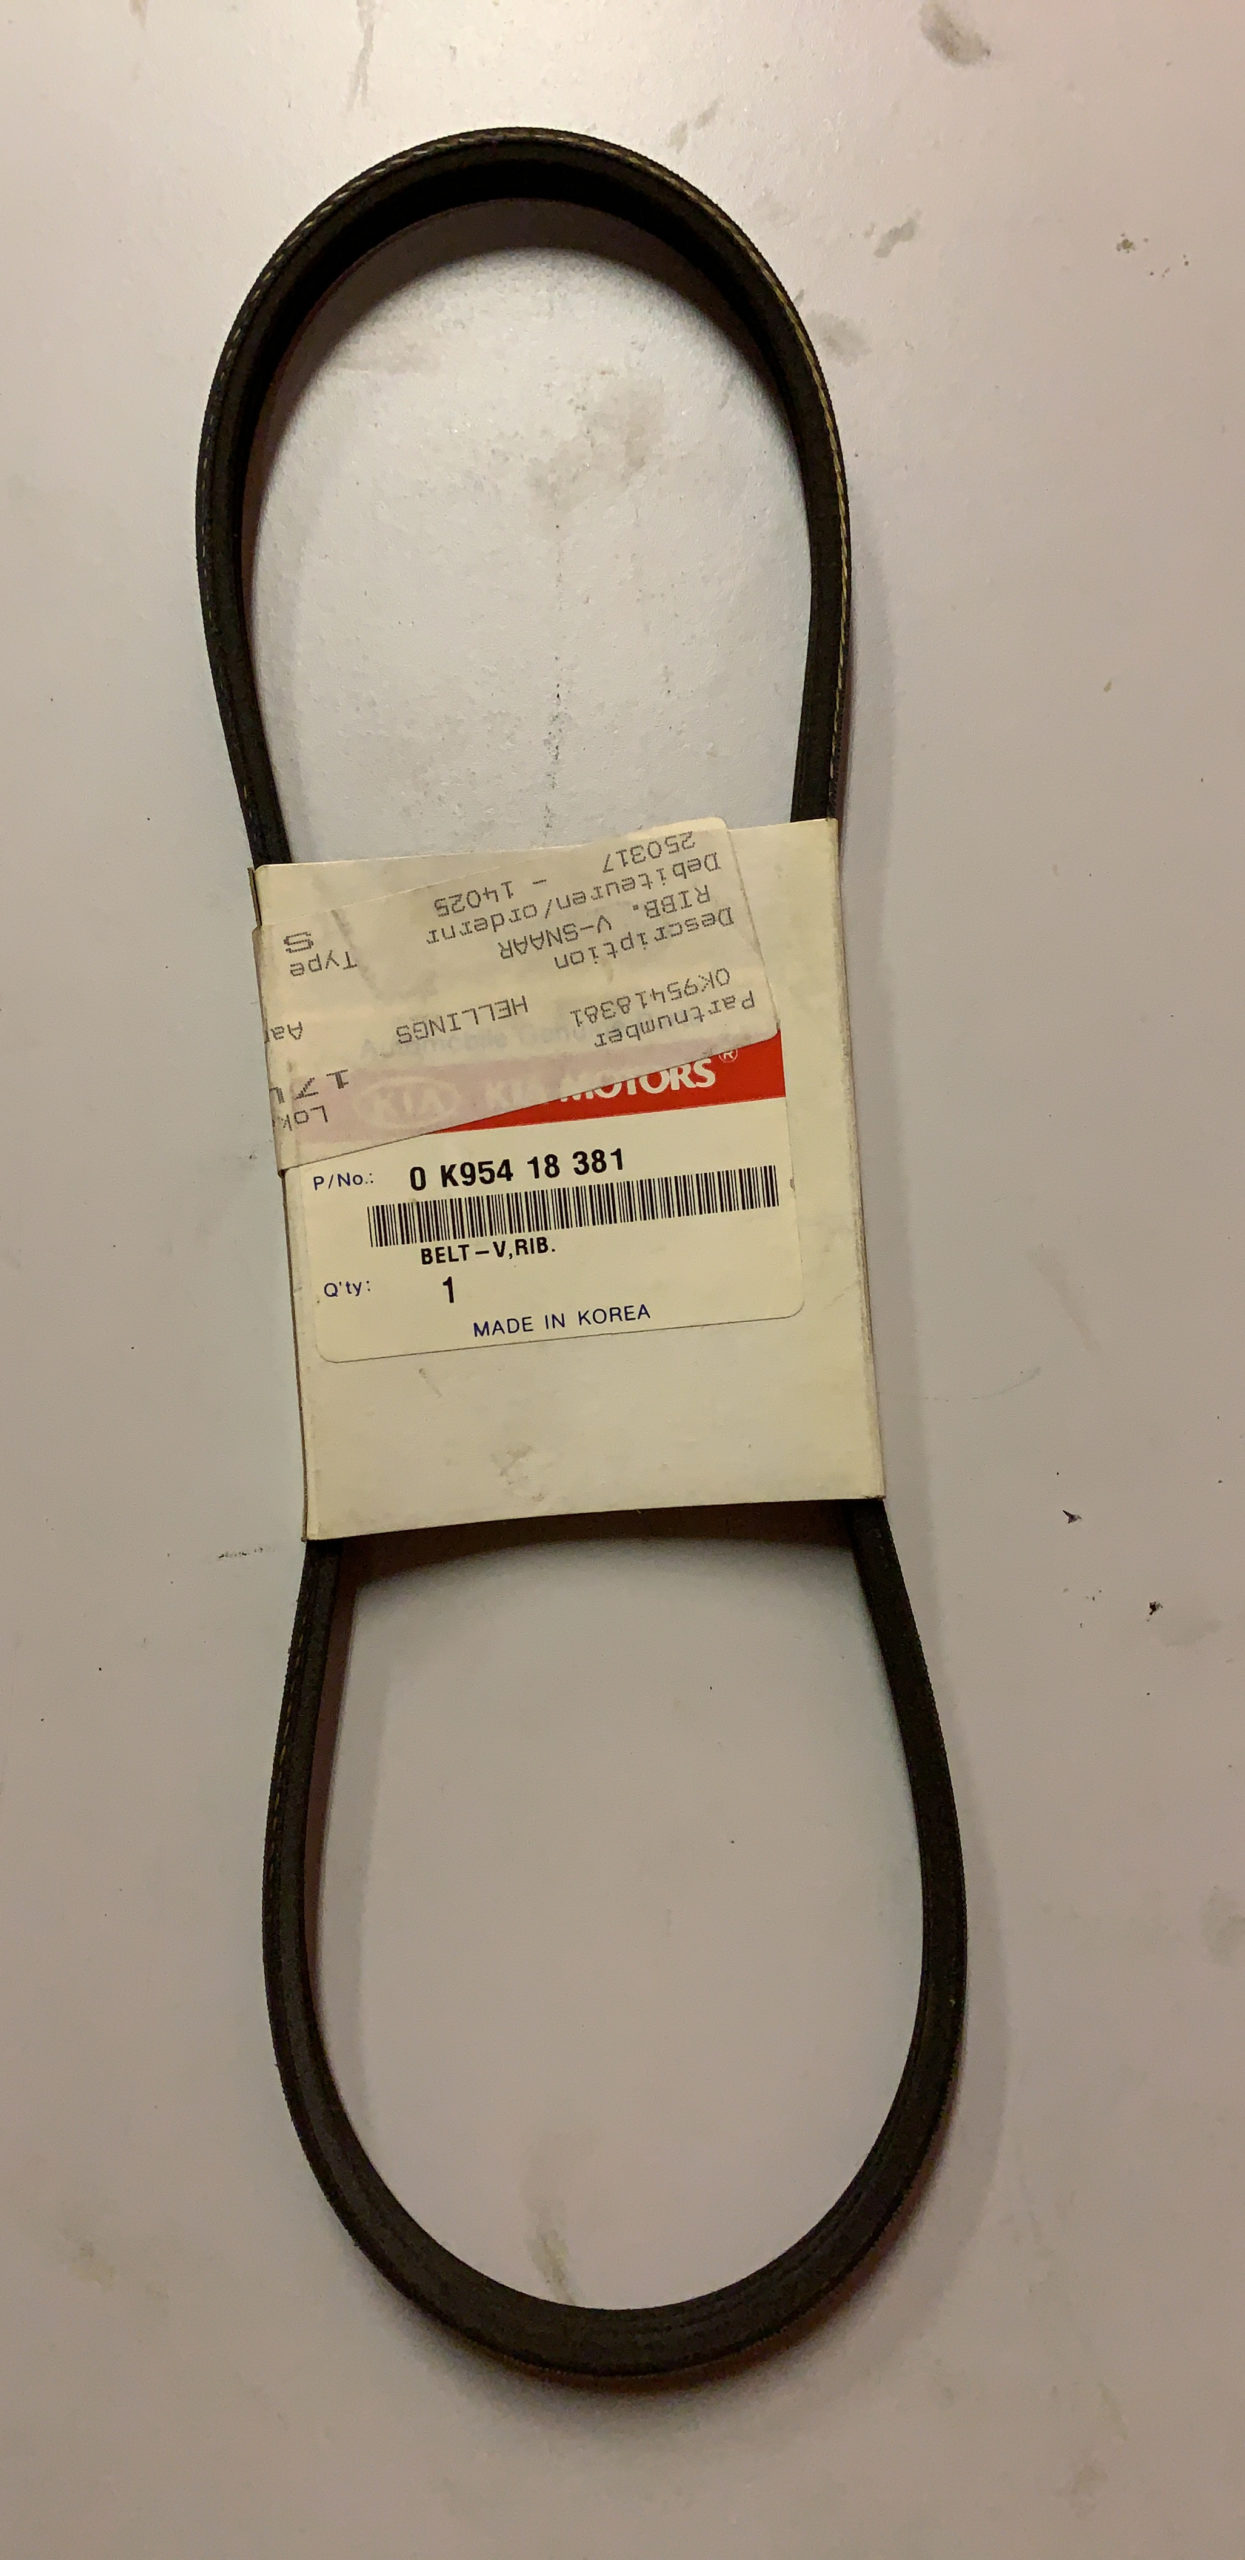 Partnumber
0K95418381 HELLINGS
Description Type
RIBB. V-SNAAR S
Debiteuren/ordernr
250317 - 14025
KIA KIA MOTORS®
P/No.: 0 K954 18 381
BELT-V,RIB.
Q'ty: 1
MADE IN KOREA